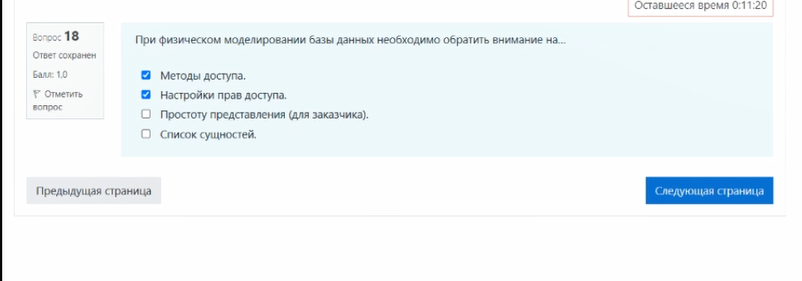 Оставшееся время 0:11:20
Вопрос 18
Ответ сохранен
Балл: 1,0
Отметить вопрос
При физическом моделировании базы данных необходимо обратить внимание на...
Методы доступа.
Настройки прав доступа.
Простоту представления (для заказчика).
Список сущностей.
Предыдущая страница
Следующая страница